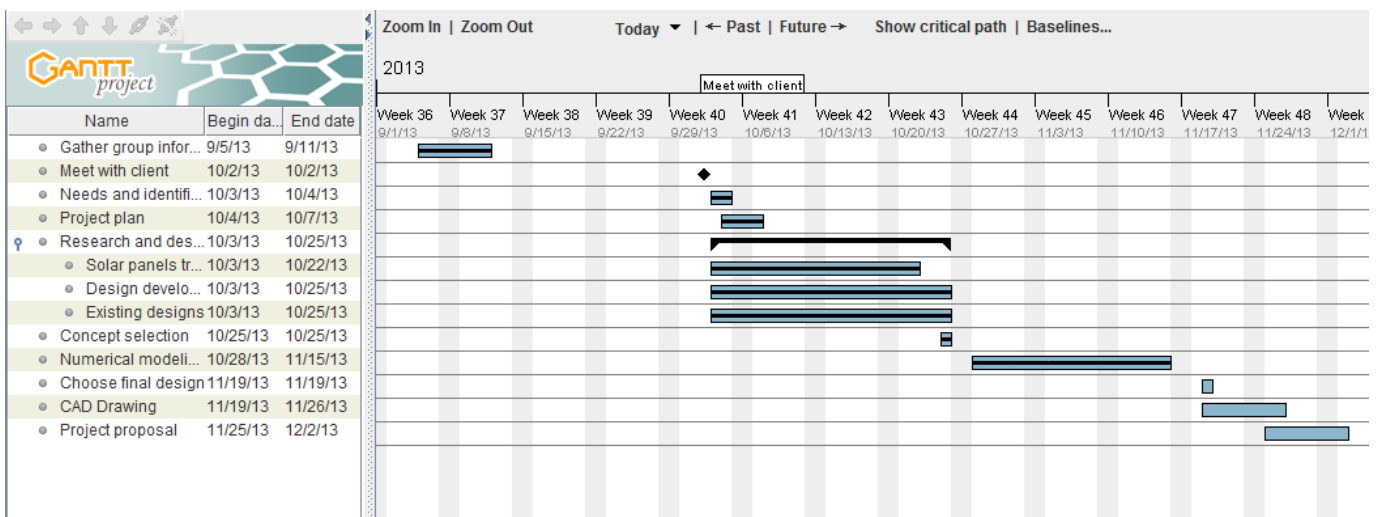 Zoom In | Zoom Out Today ▼ | ← Past | Future → Show critical path | Baselines...
GANTT
project
2013
Meet with client
Name Begin da... End date
Week 36 Week 37 Week 38 Week 39 Week 40 Week 41 Week 42 Week 43 Week 44 Week 45 Week 46 Week 47 Week 48 Week
9/1/13 9/8/13 9/15/13 9/22/13 9/29/13 10/6/13 10/13/13 10/20/13 10/27/13 11/3/13 11/10/13 11/17/13 11/24/13 12/1/1
Gather group infor... 9/5/13 9/11/13
Meet with client 10/2/13 10/2/13
Needs and identifi... 10/3/13 10/4/13
Project plan 10/4/13 10/7/13
Research and des... 10/3/13 10/25/13
Solar panels tr... 10/3/13 10/22/13
Design develo... 10/3/13 10/25/13
Existing designs 10/3/13 10/25/13
Concept selection 10/25/13 10/25/13
Numerical modeli... 10/28/13 11/15/13
Choose final design 11/19/13 11/19/13
CAD Drawing 11/19/13 11/26/13
Project proposal 11/25/13 12/2/13